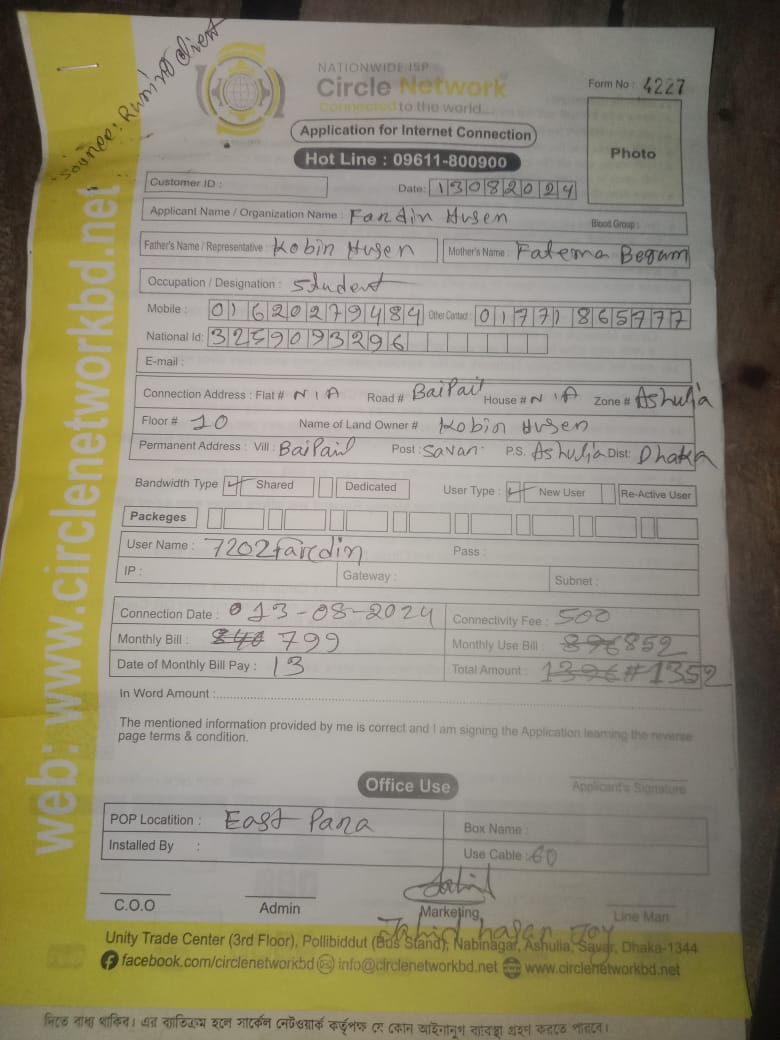 Source: Running Client
NATIONWIDE ISP
Circle Network
Connected to the world...
Form No : 4227
Application for Internet Connection
Hot Line : 09611-800900
Photo
Customer ID :
Date: 13082024
Applicant Name / Organization Name : Fardin Husen
Blood Group :
Father's Name / Representative : Kobin Husen
Mother's Name : Fatema Begum
Occupation / Designation : Student
Mobile : 01620279484 Other Contact : 01771865777
National Id: 3259093296
E-mail :
Connection Address : Flat # N/A Road # BaiPail House # N/A Zone # Ashulia
Floor # 10 Name of Land Owner # Kobin Husen
Permanent Address : Vill : BaiPail Post : Savar P.S. Ashulia Dist: Dhaka
Bandwidth Type Shared Dedicated User Type : New User Re-Active User
Packeges
User Name : 7202fardin Pass :
IP : Gateway : Subnet :
Connection Date : 013-08-2024 Connectivity Fee : 500
Monthly Bill : 840 799 Monthly Use Bill : 896 852
Date of Monthly Bill Pay : 13 Total Amount : 1396 #1352
In Word Amount :
The mentioned information provided by me is correct and I am signing the Application learning the reverse
page terms & condition.
Office Use
Applicant's Signature
POP Locatition : East Para
Box Name :
Installed By :
Use Cable : 60
C.O.O Admin Marketing Line Man
Jahid hasan Joy
Unity Trade Center (3rd Floor), Pollibiddut (Bus Stand), Nabinagar, Ashulia, Savar, Dhaka-1344
facebook.com/circlenetworkbd info@circlenetworkbd.net www.circlenetworkbd.net
web: www.circlenetworkbd.net
দিতে বাধ্য থাকিব। এর ব্যতিক্রম হলে সার্কেল নেটওয়ার্ক কর্তৃপক্ষ যে কোন আইনানুগ ব্যবস্থা গ্রহণ করতে পারবে।